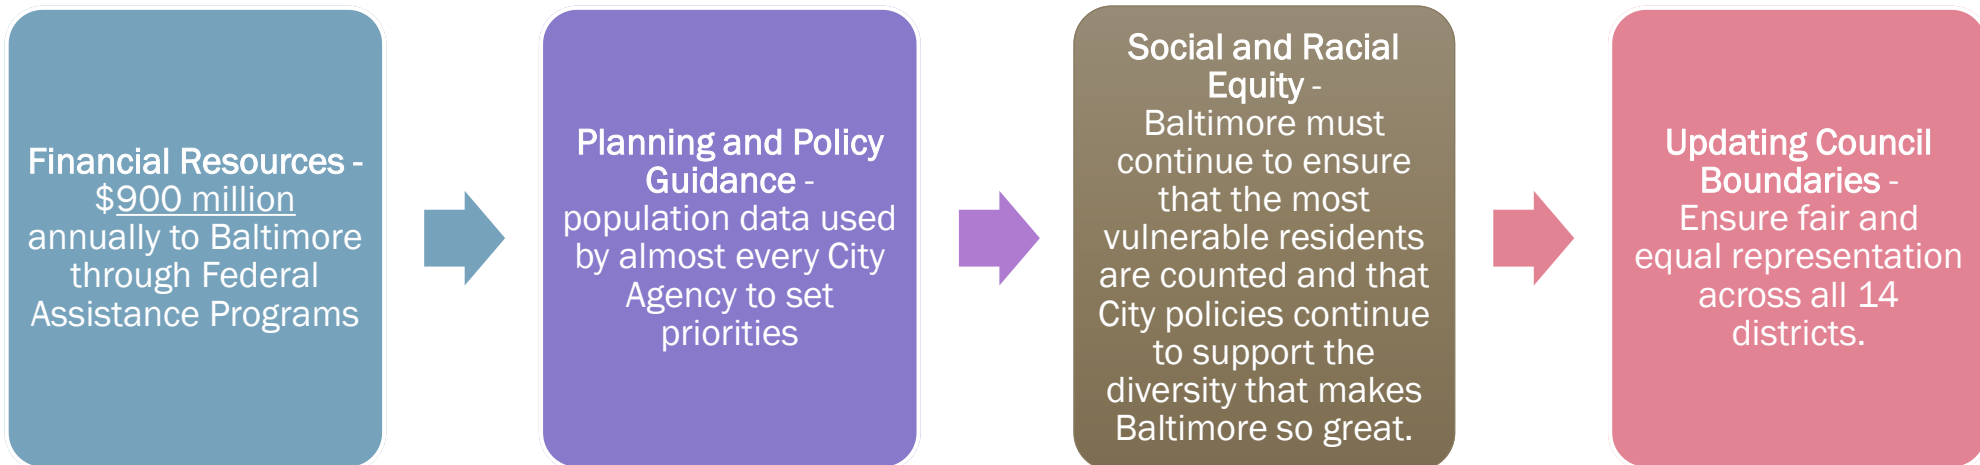 Financial Resources -
$900 million
annually to Baltimore
through Federal
Assistance Programs
Planning and Policy
Guidance -
population data used
by almost every City
Agency to set
priorities
Social and Racial
Equity -
Baltimore must
continue to ensure
that the most
vulnerable residents
are counted and that
City policies continue
to support the
diversity that makes
Baltimore so great.
Updating Council
Boundaries -
Ensure fair and
equal representation
across all 14
districts.